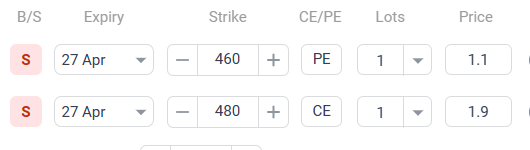 B/S Expiry Strike CE/PE Lots Price
S 27 Apr − 460 + PE 1 1.1
S 27 Apr − 480 + CE 1 1.9